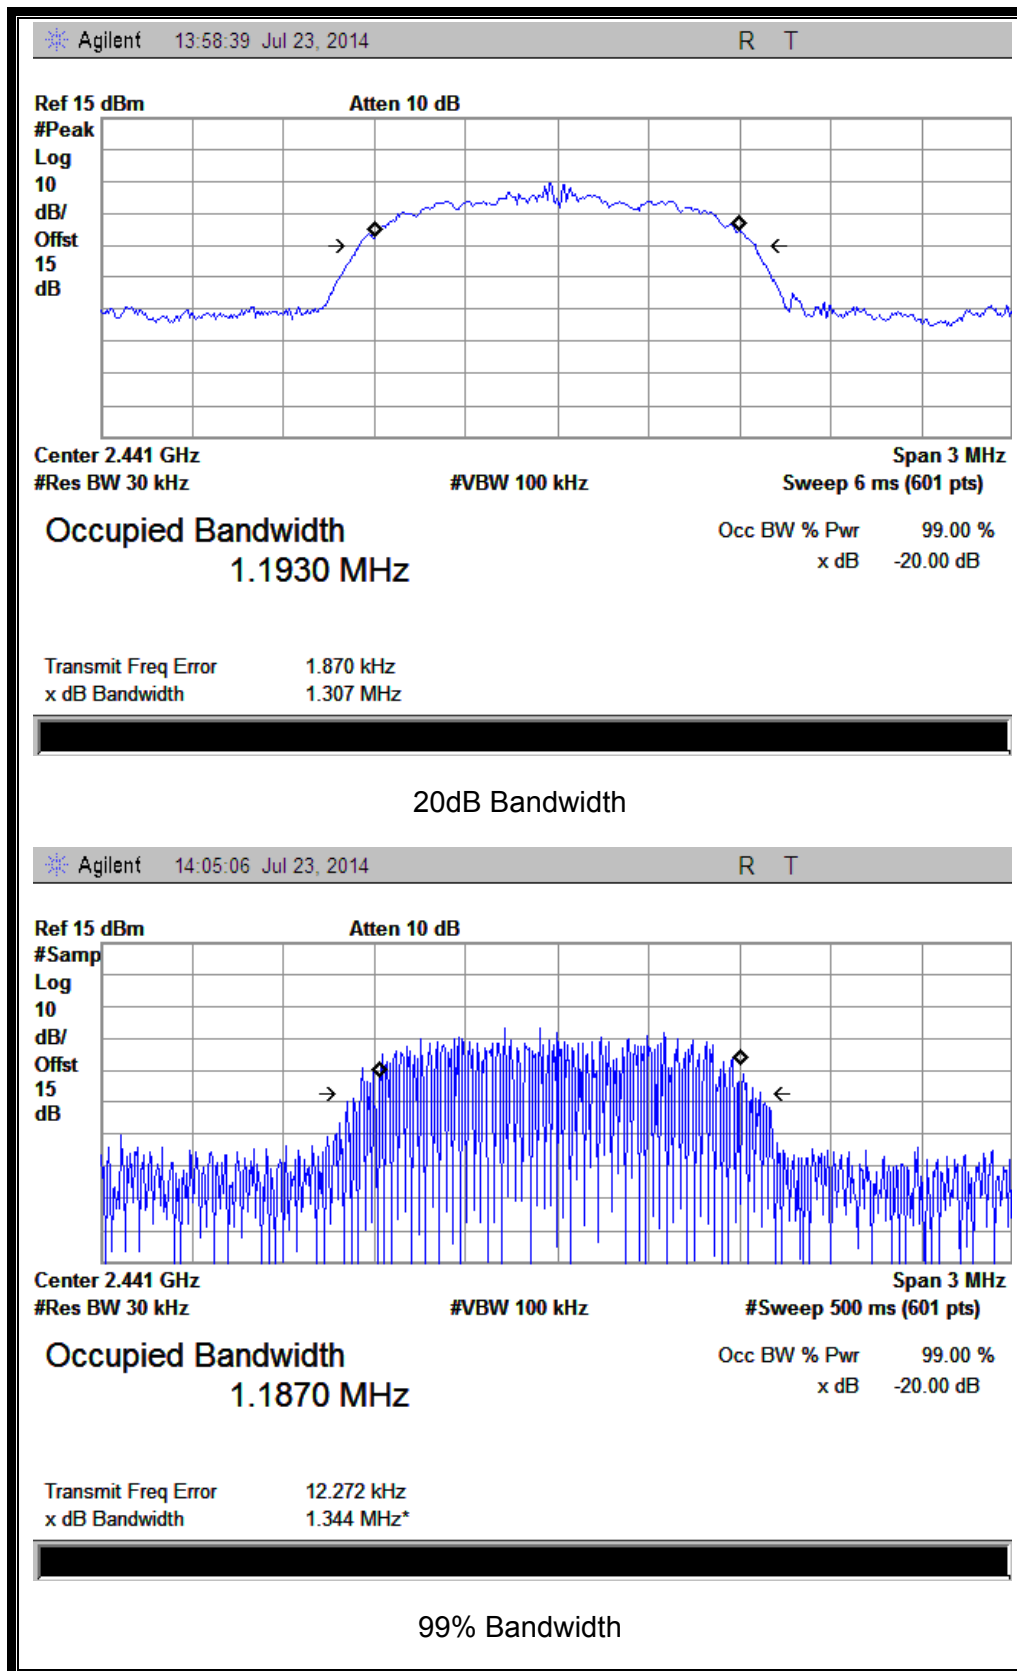 Agilent 13:58:39 Jul 23, 2014 R T
Ref 15 dBm Atten 10 dB
#Peak
Log
10
dB/
Offst
15
dB
Center 2.441 GHz Span 3 MHz
#Res BW 30 kHz #VBW 100 kHz Sweep 6 ms (601 pts)
Occupied Bandwidth Occ BW % Pwr 99.00 %
1.1930 MHz x dB -20.00 dB
Transmit Freq Error 1.870 kHz
x dB Bandwidth 1.307 MHz
20dB Bandwidth
Agilent 14:05:06 Jul 23, 2014 R T
Ref 15 dBm Atten 10 dB
#Samp
Log
10
dB/
Offst
15
dB
Center 2.441 GHz Span 3 MHz
#Res BW 30 kHz #VBW 100 kHz #Sweep 500 ms (601 pts)
Occupied Bandwidth Occ BW % Pwr 99.00 %
1.1870 MHz x dB -20.00 dB
Transmit Freq Error 12.272 kHz
x dB Bandwidth 1.344 MHz*
99% Bandwidth